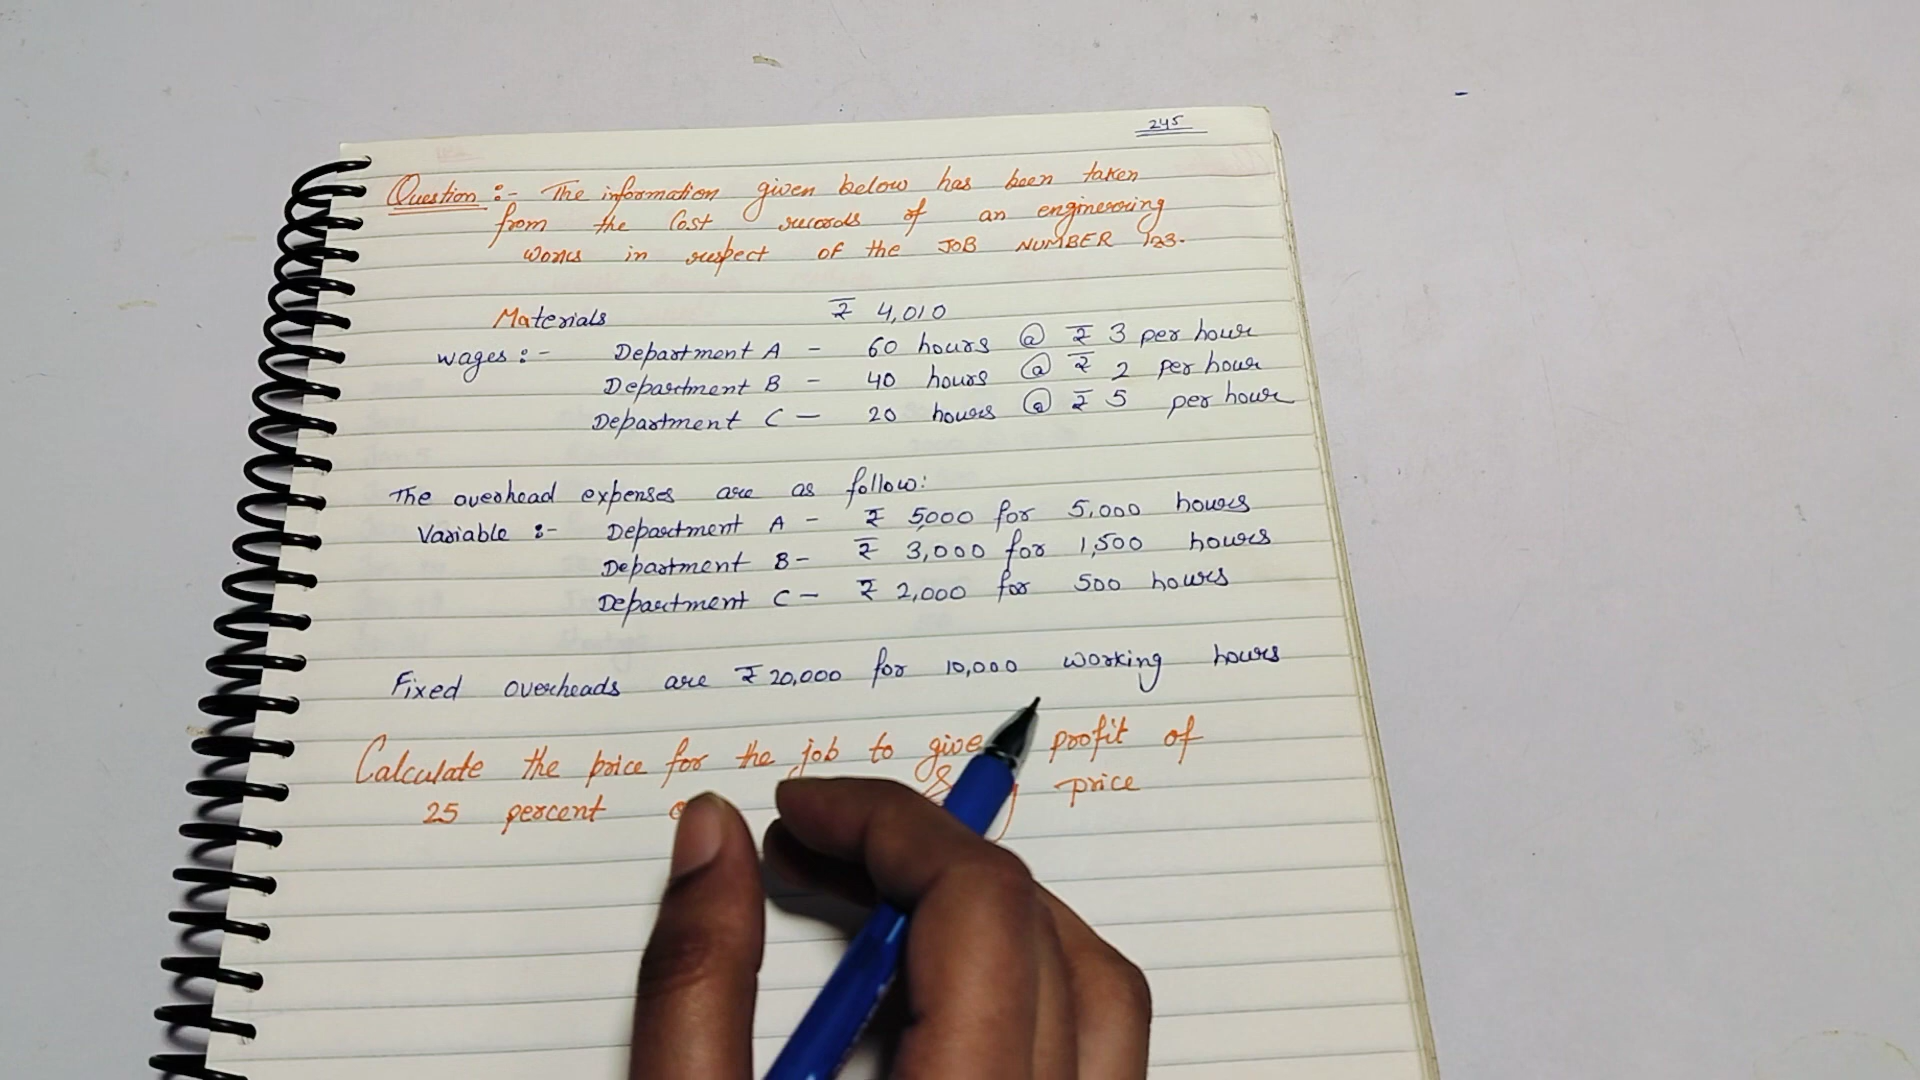 245
Question :- The information given below has been taken
from the Cost records of an engineering
works in respect of the JOB NUMBER 123.
Materials ₹ 4,010
wages :- Department A - 60 hours @ ₹ 3 per hour
Department B - 40 hours @ ₹ 2 per hour
Department C - 20 hours @ ₹ 5 per hour
The overhead expenses are as follow:
Variable :- Department A - ₹ 5,000 for 5,000 hours
Department B - ₹ 3,000 for 1,500 hours
Department C - ₹ 2,000 for 500 hours
Fixed overheads are ₹ 20,000 for 10,000 working hours
Calculate the price for the job to give profit of
25 percent price